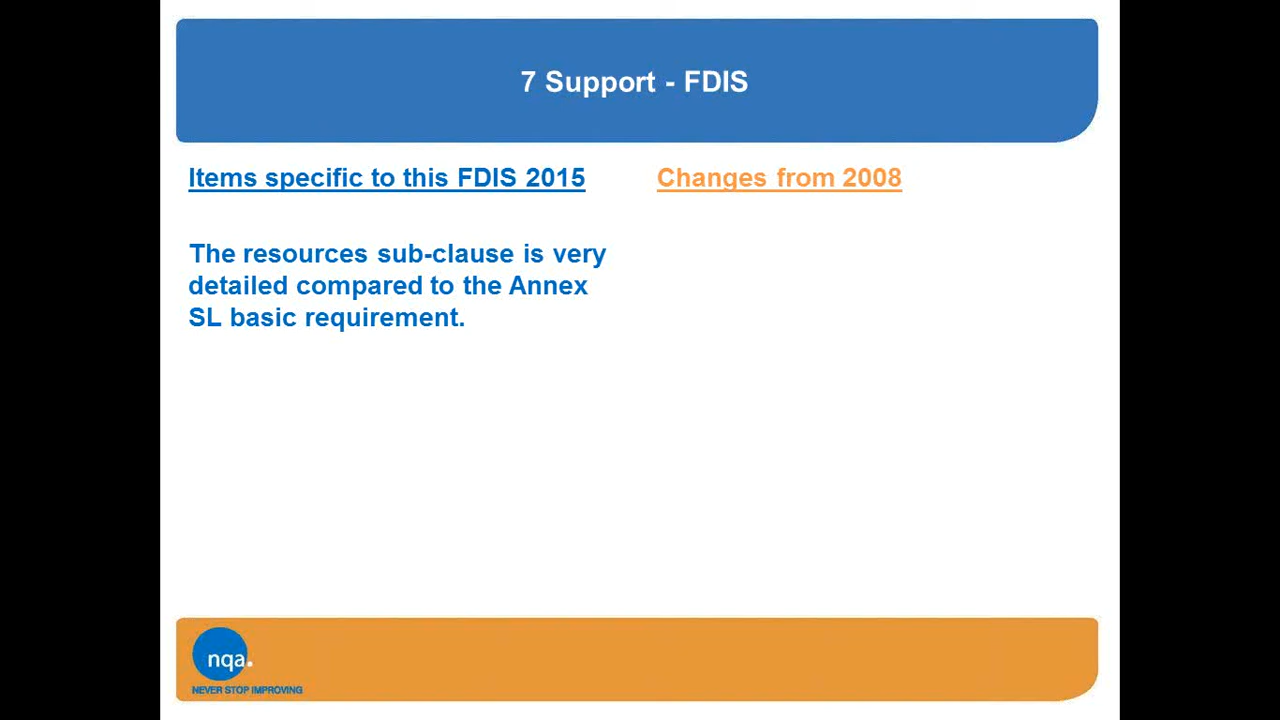 7 Support - FDIS
Items specific to this FDIS 2015
Changes from 2008
The resources sub-clause is very
detailed compared to the Annex
SL basic requirement.
nqa.
NEVER STOP IMPROVING